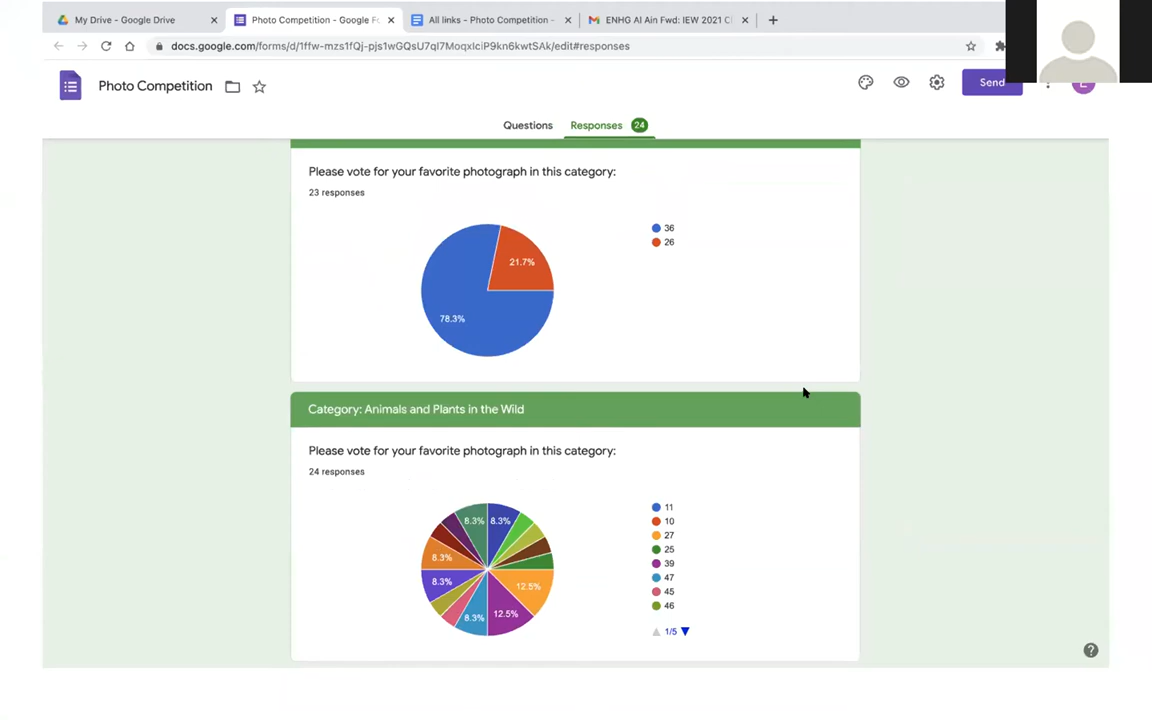 My Drive - Google Drive
Photo Competition - Google Fo
All links - Photo Competition -
ENHG Al Ain Fwd: IEW 2021 C
docs.google.com/forms/d/1ffw-mzs1fQj-pjs1wGQsU7qI7MoqxIciP9kn6kwtSAk/edit#responses
Photo Competition
Send
Questions
Responses 24
Please vote for your favorite photograph in this category:
23 responses
36
26
21.7%
78.3%
Category: Animals and Plants in the Wild
Please vote for your favorite photograph in this category:
24 responses
11
10
27
25
39
47
45
46
1/5
8.3% 8.3%
8.3%
8.3%
12.5%
8.3%
12.5%